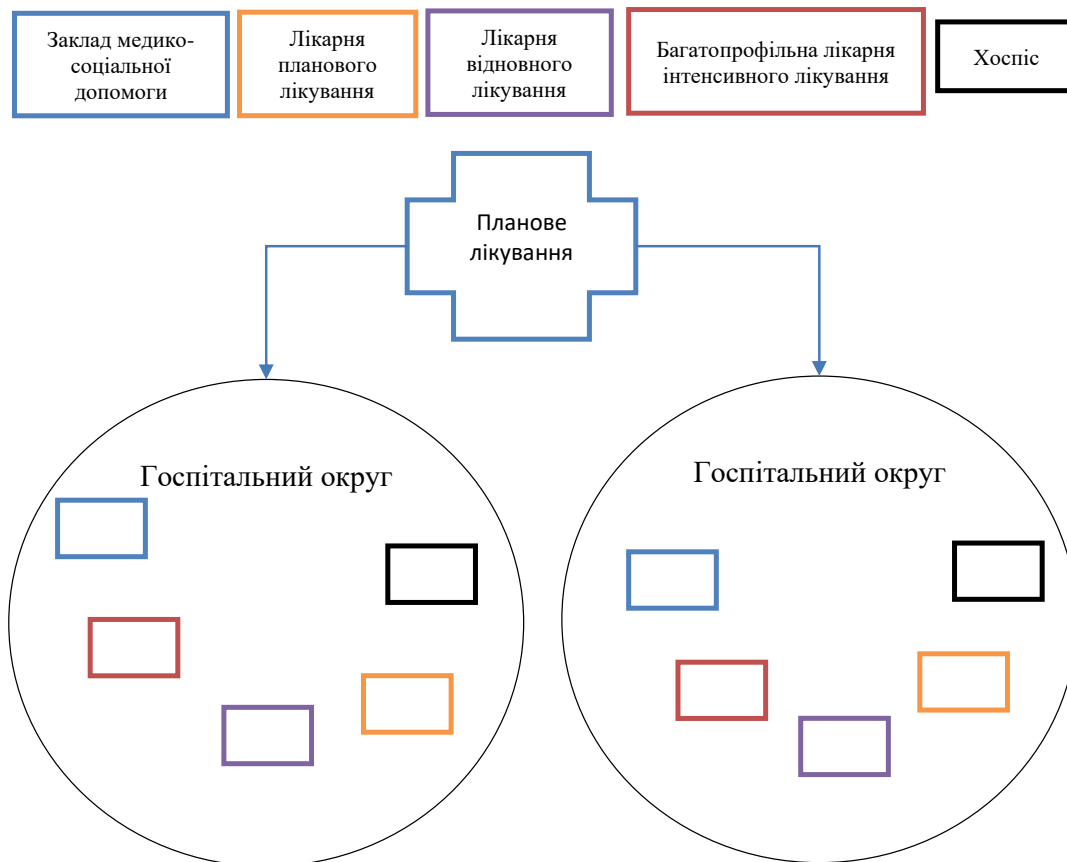 Заклад медико-
соціальної
допомоги
Лікарня
планового
лікування
Лікарня
відновного
лікування
Багатопрофільна лікарня
інтенсивного лікування
Хоспіс
Планове
лікування
Госпітальний округ
Госпітальний округ